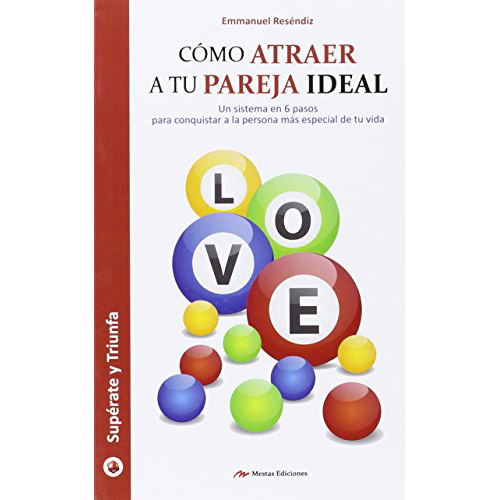 Emmanuel Reséndiz
CÓMO ATRAER
A TU PAREJA IDEAL
Un sistema en 6 pasos
para conquistar a la persona más especial de tu vida
L
O
V
E
Supérate y Triunfa
Mestas Ediciones